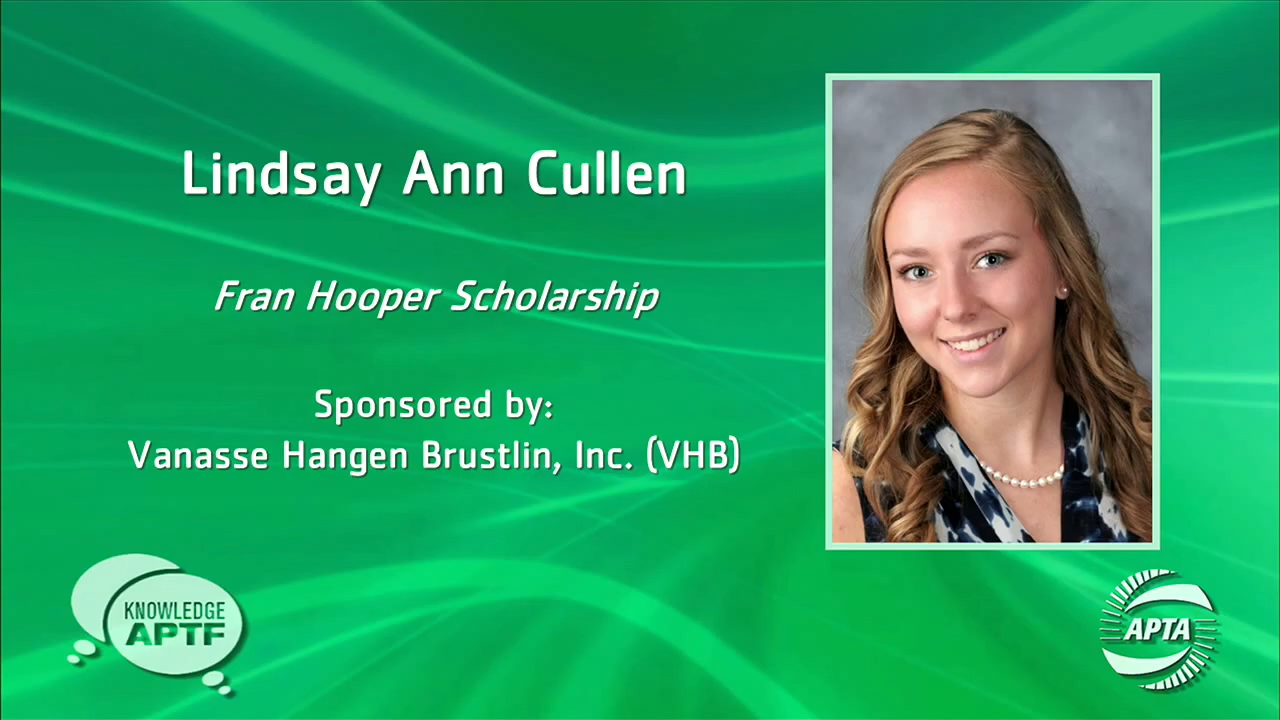 Lindsay Ann Cullen
Fran Hooper Scholarship
Sponsored by:
Vanasse Hangen Brustlin, Inc. (VHB)
KNOWLEDGE
APTF
APTA